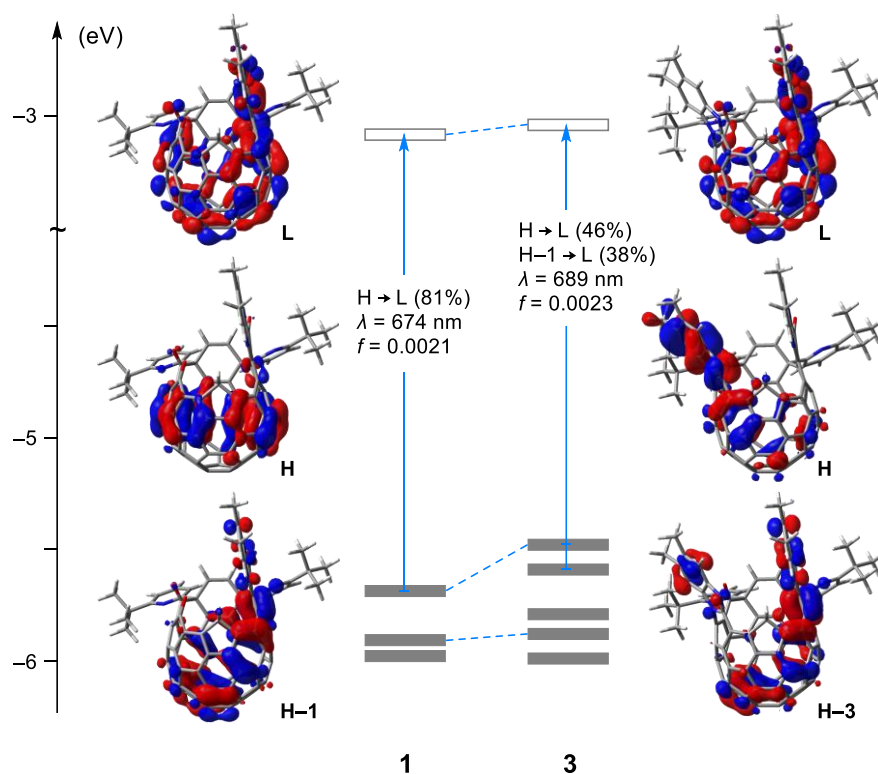 (eV)
–3
~
–5
–6
L
H
H–1
H → L (81%)
λ = 674 nm
f = 0.0021
H → L (46%)
H–1 → L (38%)
λ = 689 nm
f = 0.0023
L
H
H–3
1
3